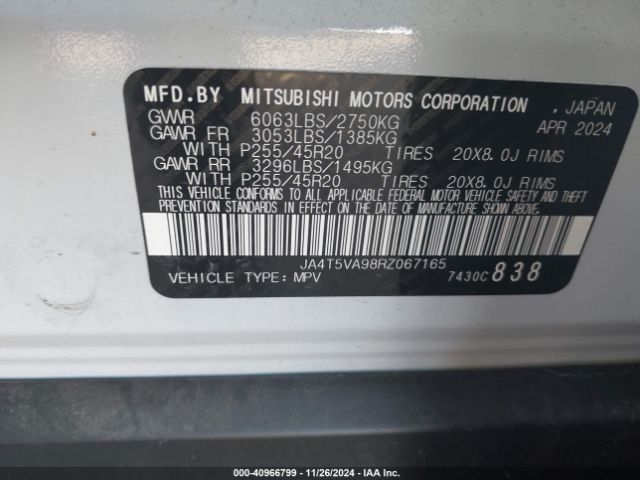 MFD.BY MITSUBISHI MOTORS CORPORATION , JAPAN
GVWR 6063LBS/2750KG APR 2024
GAWR FR 3053LBS/1385KG
WITH P255/45R20 TIRES 20X8.0J RIMS
GAWR RR 3296LBS/1495KG
WITH P255/45R20 TIRES 20X8.0J RIMS
THIS VEHICLE CONFORMS TO ALL APPLICABLE FEDERAL MOTOR VEHICLE SAFETY AND THEFT
PREVENTION STANDARDS IN EFFECT ON THE DATE OF MANUFACTURE SHOWN ABOVE.
JA4T5VA98RZ067165
VEHICLE TYPE: MPV 7430C 838
000-40966799 - 11/26/2024 - IAA Inc.